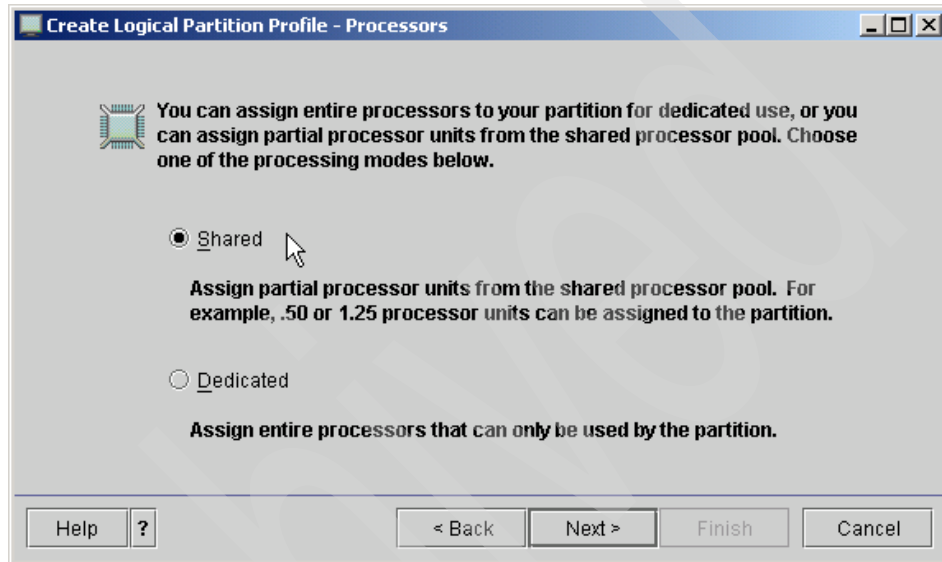 Create Logical Partition Profile - Processors
You can assign entire processors to your partition for dedicated use, or you
can assign partial processor units from the shared processor pool. Choose
one of the processing modes below.
Shared
Assign partial processor units from the shared processor pool. For
example, .50 or 1.25 processor units can be assigned to the partition.
Dedicated
Assign entire processors that can only be used by the partition.
Help ? < Back Next > Finish Cancel